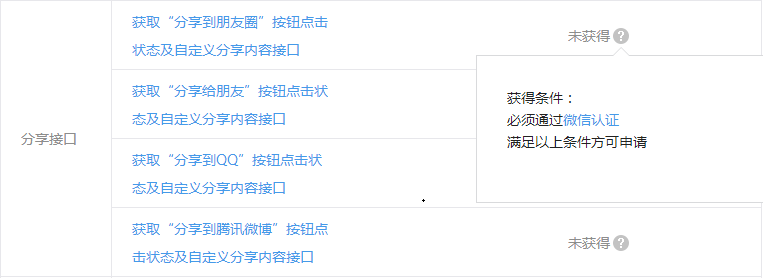 获取“分享到朋友圈”按钮点击
状态及自定义分享内容接口
未获得 ?
获取“分享给朋友”按钮点击状
态及自定义分享内容接口
获得条件：
必须通过微信认证
满足以上条件方可申请
分享接口
获取“分享到QQ”按钮点击状
态及自定义分享内容接口
获取“分享到腾讯微博”按钮点
击状态及自定义分享内容接口
未获得 ?